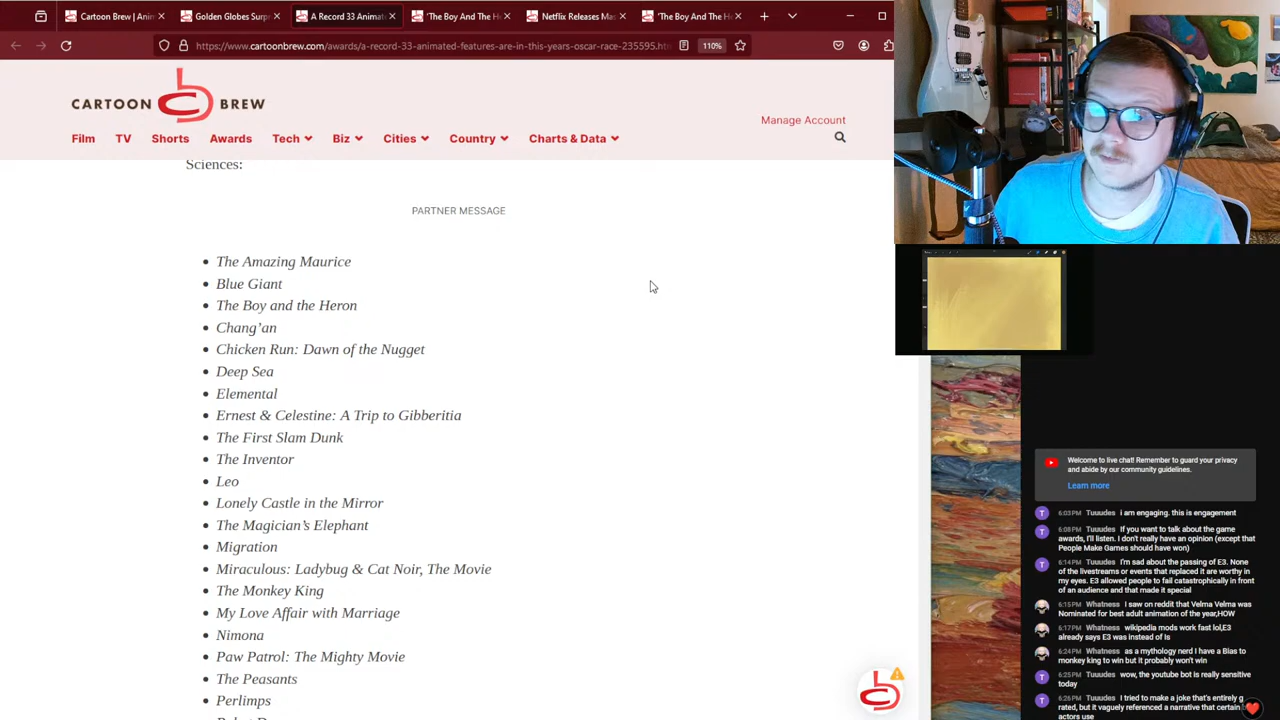 Cartoon Brew | Anim
Golden Globes Surp
A Record 33 Animat
'The Boy And The He
Netflix Releases Ma
'The Boy And The He
https://www.cartoonbrew.com/awards/a-record-33-animated-features-are-in-this-years-oscar-race-235595.htm
110%
CARTOON BREW
Manage Account
Film TV Shorts Awards Tech Biz Cities Country Charts & Data
Sciences:
PARTNER MESSAGE
The Amazing Maurice
Blue Giant
The Boy and the Heron
Chang'an
Chicken Run: Dawn of the Nugget
Deep Sea
Elemental
Ernest & Celestine: A Trip to Gibberitia
The First Slam Dunk
The Inventor
Leo
Lonely Castle in the Mirror
The Magician's Elephant
Migration
Miraculous: Ladybug & Cat Noir, The Movie
The Monkey King
My Love Affair with Marriage
Nimona
Paw Patrol: The Mighty Movie
The Peasants
Perlimps
Welcome to live chat! Remember to guard your privacy
and abide by our community guidelines.
Learn more
T 6:03 PM Tuuudes i am engaging. this is engagement
T 6:08 PM Tuuudes If you want to talk about the game
awards, I'll listen. I don't really have an opinion (except that
People Make Games should have won)
T 6:14 PM Tuuudes I'm sad about the passing of E3. None
of the livestreams or events that replaced it are worthy in
my eyes. E3 allowed people to fail catastrophically in front
of an audience and that made it special
6:15 PM Whatness I saw on reddit that Velma Velma was
Nominated for best adult animation of the year,HOW
6:17 PM Whatness wikipedia mods work fast lol,E3
already says E3 was instead of Is
6:24 PM Whatness as a mythology nerd I have a Bias to
monkey king to win but it probably won't win
T 6:25 PM Tuuudes wow, the youtube bot is really sensitive
today
T 6:26 PM Tuuudes I tried to make a joke that's entirely g
rated, but it vaguely referenced a narrative that certain
actors use